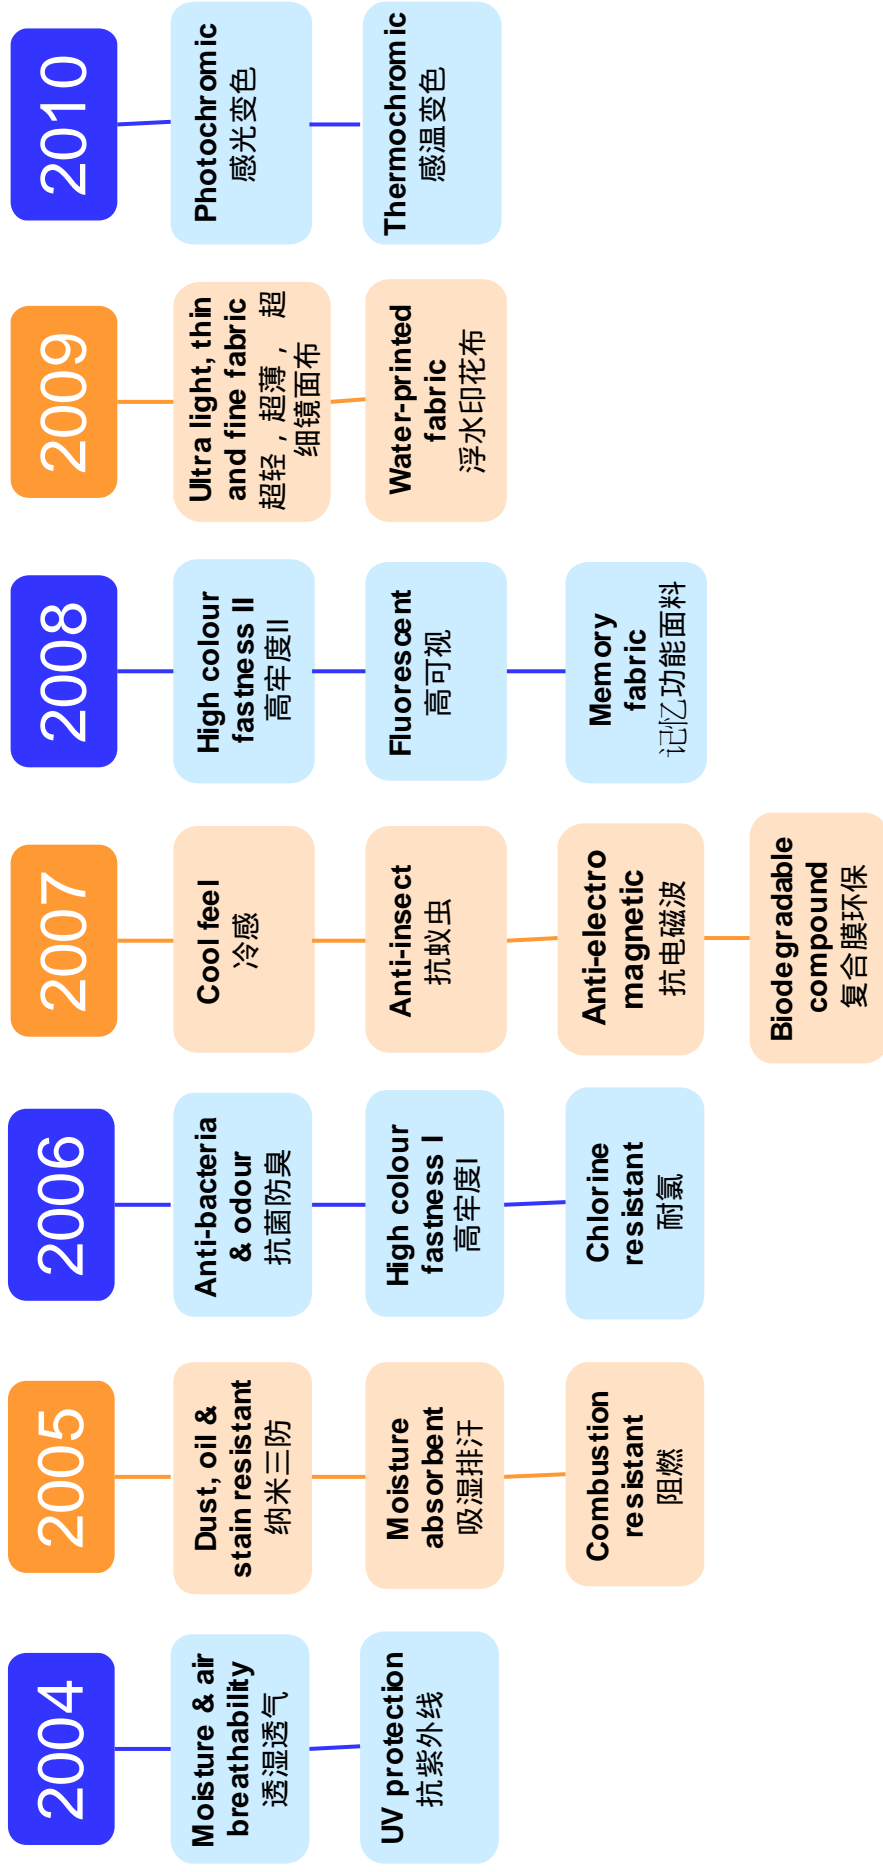 2004
Moisture & air
breathability
透湿透气
UV protection
抗紫外线
2005
Dust, oil &
stain resistant
纳米三防
Moisture
absorbent
吸湿排汗
Combustion
resistant
阻燃
2006
Anti-bacteria
& odour
抗菌防臭
High colour
fastness I
高牢度I
Chlorine
resistant
耐氯
2007
Cool feel
冷感
Anti-insect
抗蚁虫
Anti-electro
magnetic
抗电磁波
Biodegradable
compound
复合膜环保
2008
High colour
fastness II
高牢度II
Fluorescent
高可视
Memory
fabric
记忆功能面料
2009
Ultra light, thin
and fine fabric
超轻，超薄， 超
细镜面布
Water-printed
fabric
浮水印花布
2010
Photochromic
感光变色
Thermochromic
感温变色